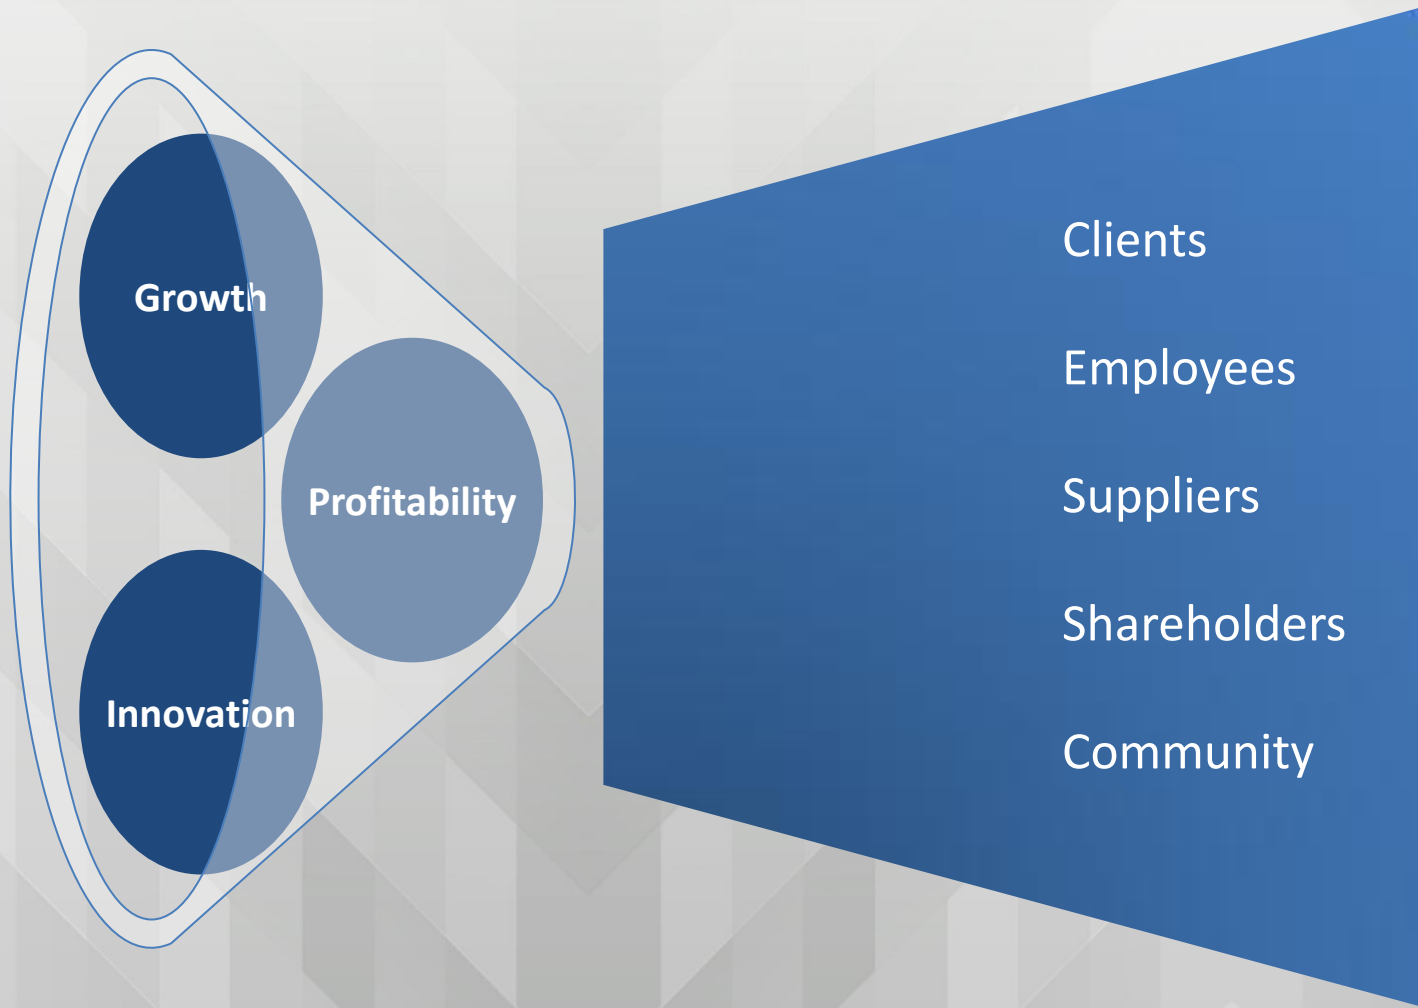 Growth
Profitability
Innovation
Clients
Employees
Suppliers
Shareholders
Community